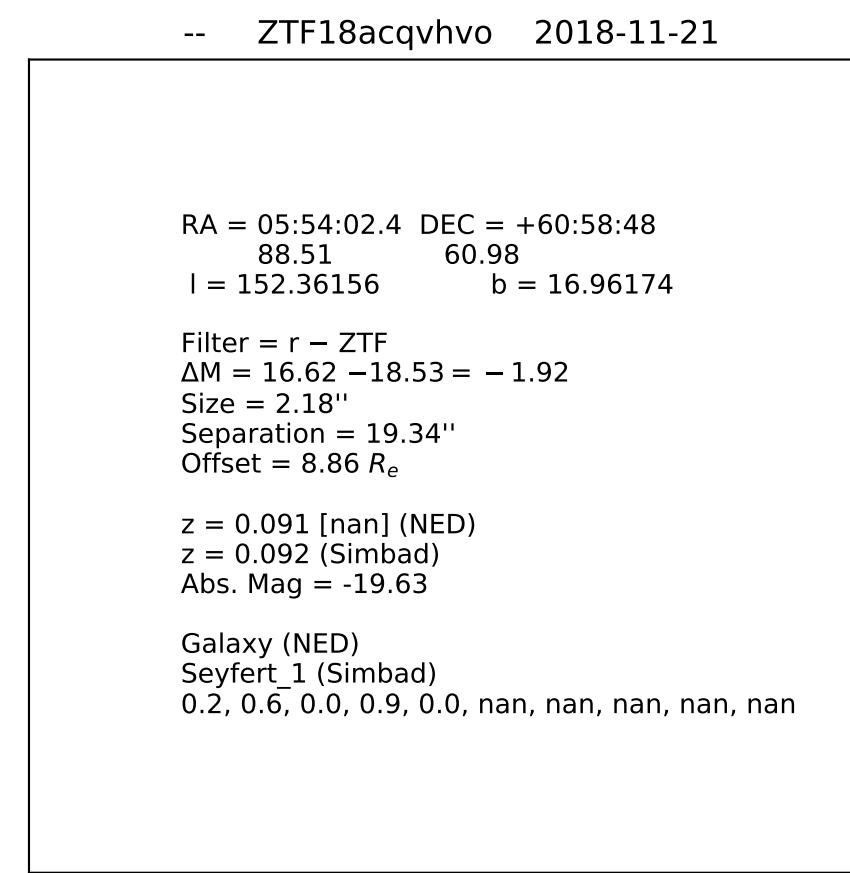 --     ZTF18acqvhvo    2018-11-21
RA = 05:54:02.4  DEC = +60:58:48
88.51             60.98
l = 152.36156             b = 16.96174
Filter = r − ZTF
ΔM = 16.62 −18.53 = − 1.92
Size = 2.18''
Separation = 19.34''
Offset = 8.86 Re
z = 0.091 [nan] (NED)
z = 0.092 (Simbad)
Abs. Mag = -19.63
Galaxy (NED)
Seyfert_1 (Simbad)
0.2, 0.6, 0.0, 0.9, 0.0, nan, nan, nan, nan, nan